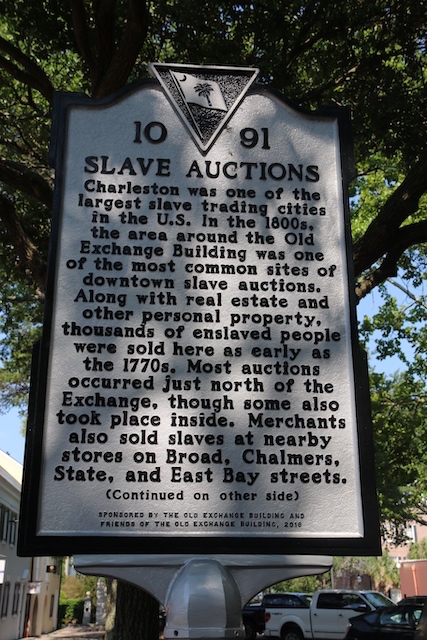 10 91
SLAVE AUCTIONS
Charleston was one of the
largest slave trading cities
in the U.S. In the 1800s,
the area around the Old
Exchange Building was one
of the most common sites of
downtown slave auctions.
Along with real estate and
other personal property,
thousands of enslaved people
were sold here as early as
the 1770s. Most auctions
occurred just north of the
Exchange, though some also
took place inside. Merchants
also sold slaves at nearby
stores on Broad, Chalmers,
State, and East Bay streets.
(Continued on other side)
SPONSORED BY THE OLD EXCHANGE BUILDING AND
FRIENDS OF THE OLD EXCHANGE BUILDING, 2016